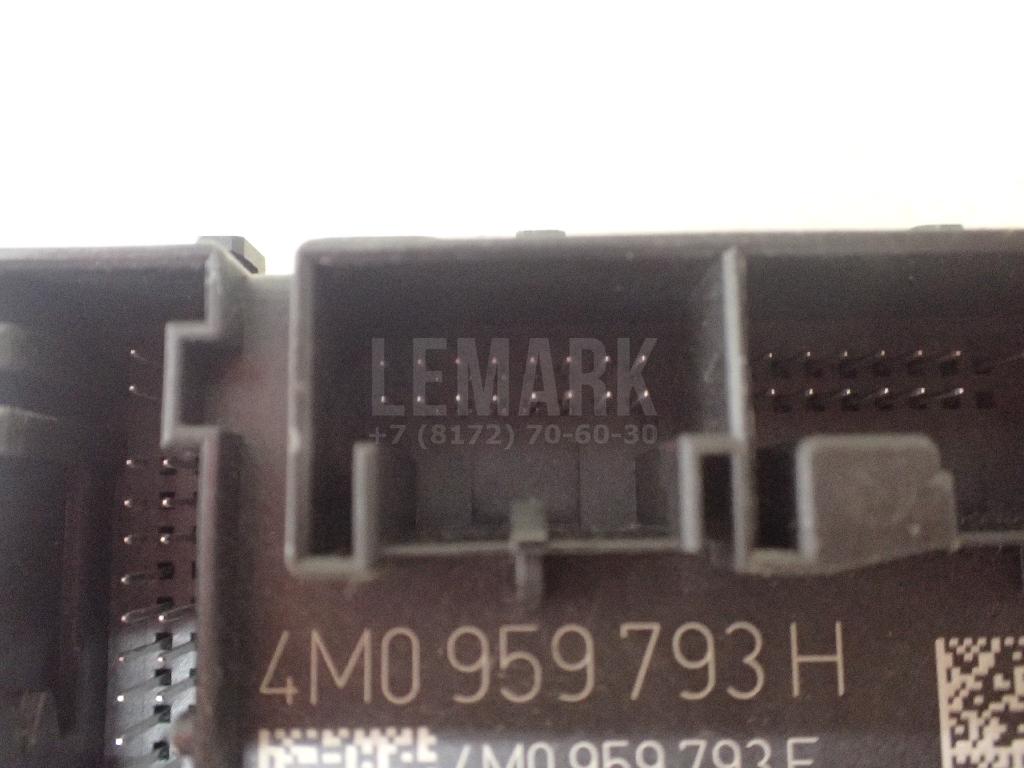 LEMARK
+7 (8172) 70-60-30
4M0 959 793 H
4M0 959 793